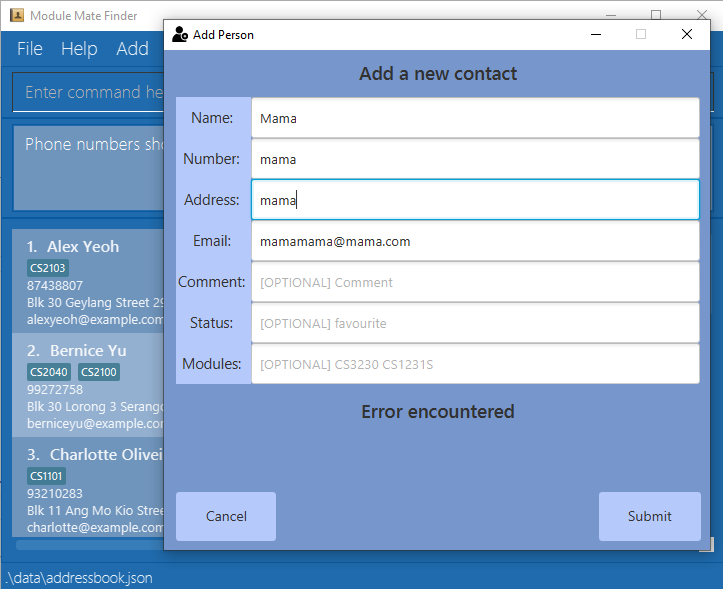 Module Mate Finder
File Help Add
Enter command he
Phone numbers sho
1. Alex Yeoh
CS2103
87438807
Blk 30 Geylang Street 29
alexyeoh@example.com
2. Bernice Yu
CS2040 CS2100
99272758
Blk 30 Lorong 3 Serango
berniceyu@example.com
3. Charlotte Olivei
CS1101
93210283
Blk 11 Ang Mo Kio Street
charlotte@example.com
.\data\addressbook.json
Add Person
Add a new contact
Name: Mama
Number: mama
Address: mama
Email: mamamama@mama.com
Comment: [OPTIONAL] Comment
Status: [OPTIONAL] favourite
Modules: [OPTIONAL] CS3230 CS1231S
Error encountered
Cancel Submit